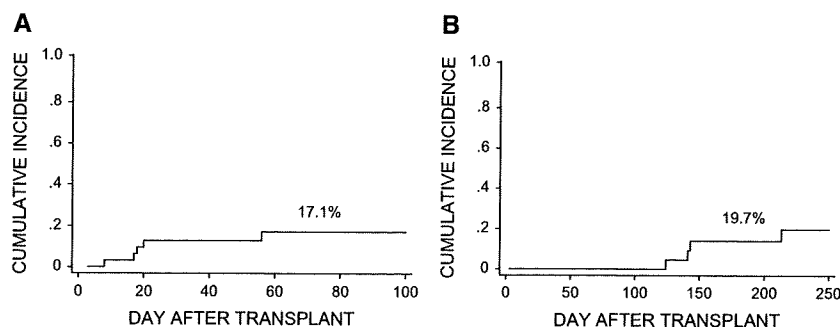 A
CUMULATIVE INCIDENCE
1.0
.8
.6
.4
.2
0
17.1%
0 20 40 60 80 100
DAY AFTER TRANSPLANT
B
CUMULATIVE INCIDENCE
1.0
.8
.6
.4
.2
0
19.7%
0 50 100 150 200 250
DAY AFTER TRANSPLANT